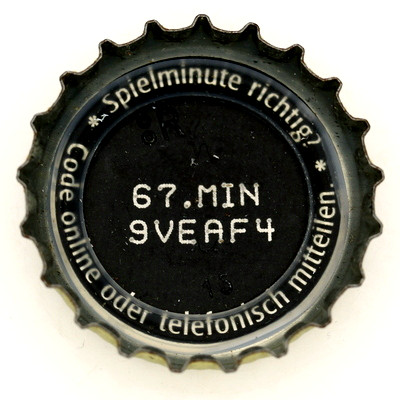 * Spielminute richtig? *
67.MIN
9VEAF4
Code online oder telefonisch mitteilen.